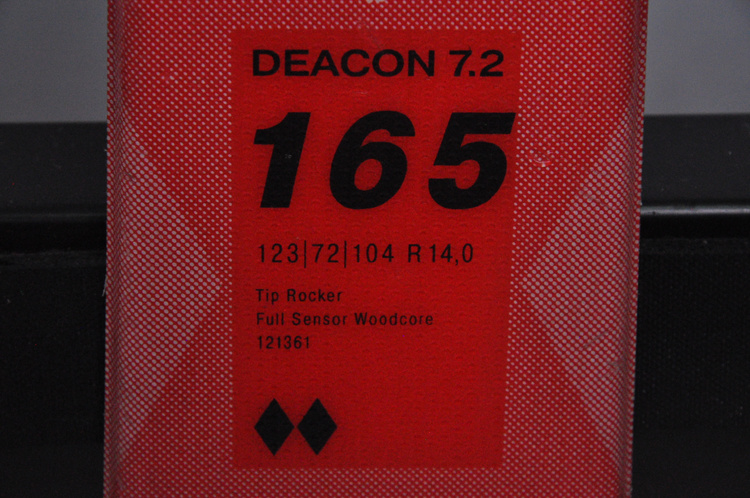 DEACON 7.2
165
123|72|104 R14,0
Tip Rocker
Full Sensor Woodcore
121361